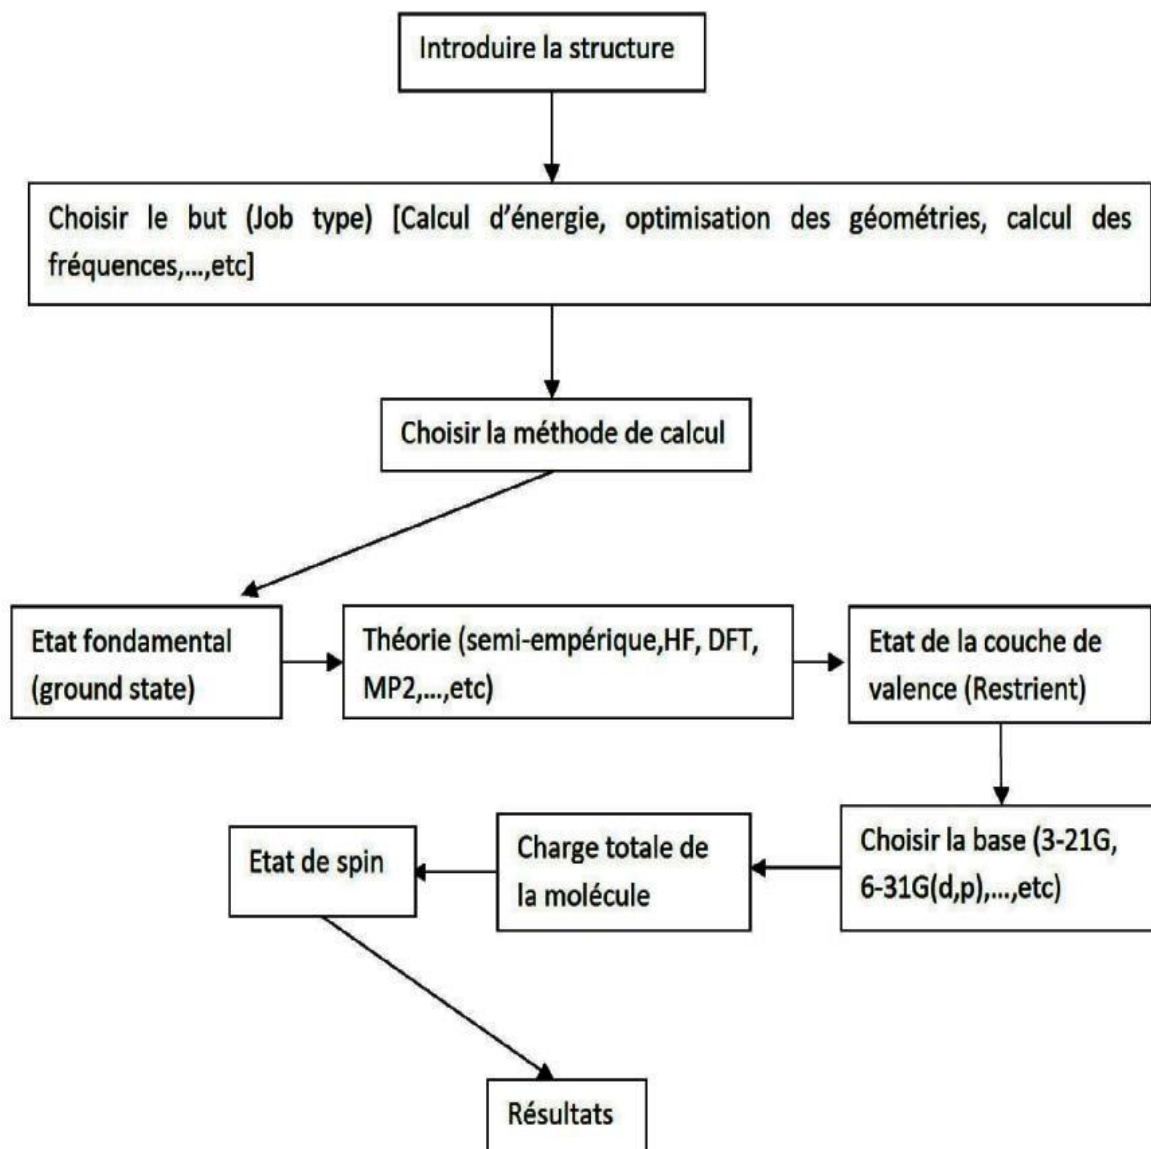 Introduire la structure
Choisir le but (Job type) [Calcul d'énergie, optimisation des géométries, calcul des
fréquences,...,etc]
Choisir la méthode de calcul
Etat fondamental
(ground state)
Théorie (semi-empérique,HF, DFT,
MP2,...,etc)
Etat de la couche de
valence (Restrient)
Choisir la base (3-21G,
6-31G(d,p),...,etc)
Charge totale de
la molécule
Etat de spin
Résultats